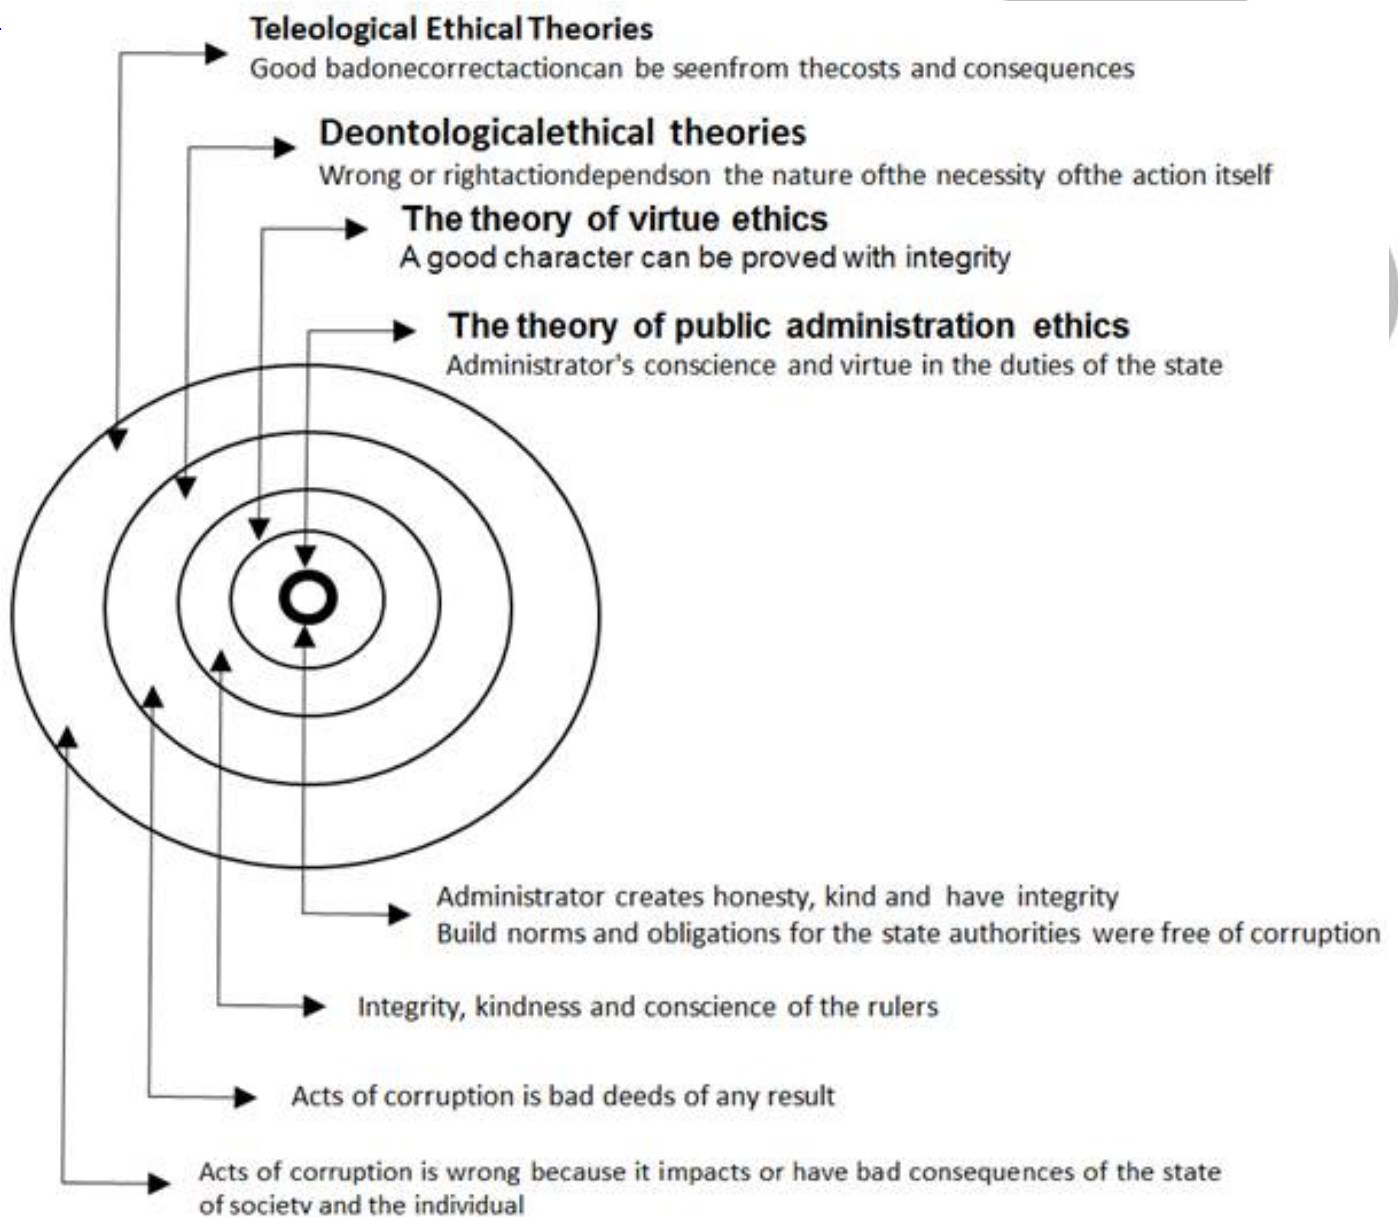 Teleological Ethical Theories
Good badonecorrectactioncan be seenfrom thecosts and consequences
Deontologicalethical theories
Wrong or rightactiondependson the nature ofthe necessity ofthe action itself
The theory of virtue ethics
A good character can be proved with integrity
The theory of public administration ethics
Administrator's conscience and virtue in the duties of the state
Administrator creates honesty, kind and have integrity
Build norms and obligations for the state authorities were free of corruption
Integrity, kindness and conscience of the rulers
Acts of corruption is bad deeds of any result
Acts of corruption is wrong because it impacts or have bad consequences of the state
of society and the individual